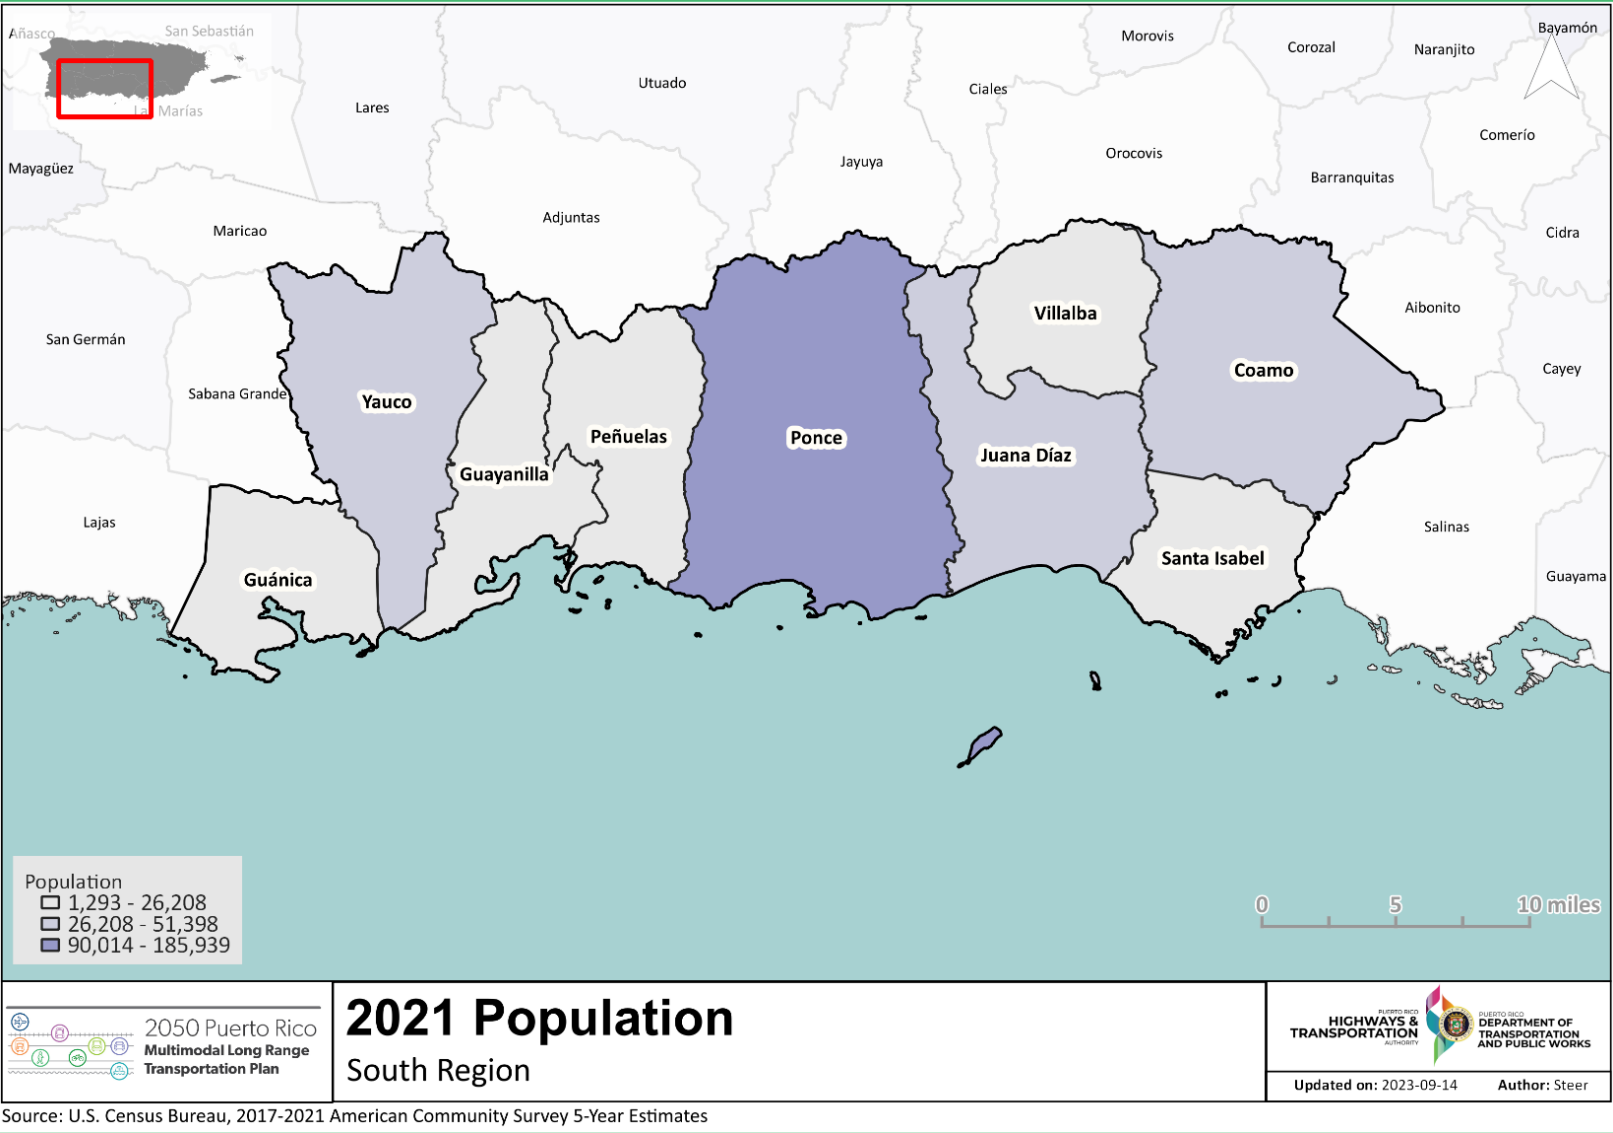 Añasco
San Sebastián
Las Marías
Mayagüez
Lares
Utuado
Morovis
Corozal
Naranjito
Bayamón
Ciales
Comerío
Jayuya
Orocovis
Barranquitas
Maricao
Adjuntas
Cidra
San Germán
Sabana Grande
Aibonito
Cayey
Lajas
Salinas
Guayama
Yauco
Guayanilla
Peñuelas
Ponce
Villalba
Juana Díaz
Coamo
Guánica
Santa Isabel
Population
1,293 - 26,208
26,208 - 51,398
90,014 - 185,939
0 5 10 miles
2050 Puerto Rico
Multimodal Long Range
Transportation Plan
2021 Population
South Region
PUERTO RICO
HIGHWAYS &
TRANSPORTATION
AUTHORITY
PUERTO RICO
DEPARTMENT OF
TRANSPORTATION
AND PUBLIC WORKS
Updated on: 2023-09-14 Author: Steer
Source: U.S. Census Bureau, 2017-2021 American Community Survey 5-Year Estimates